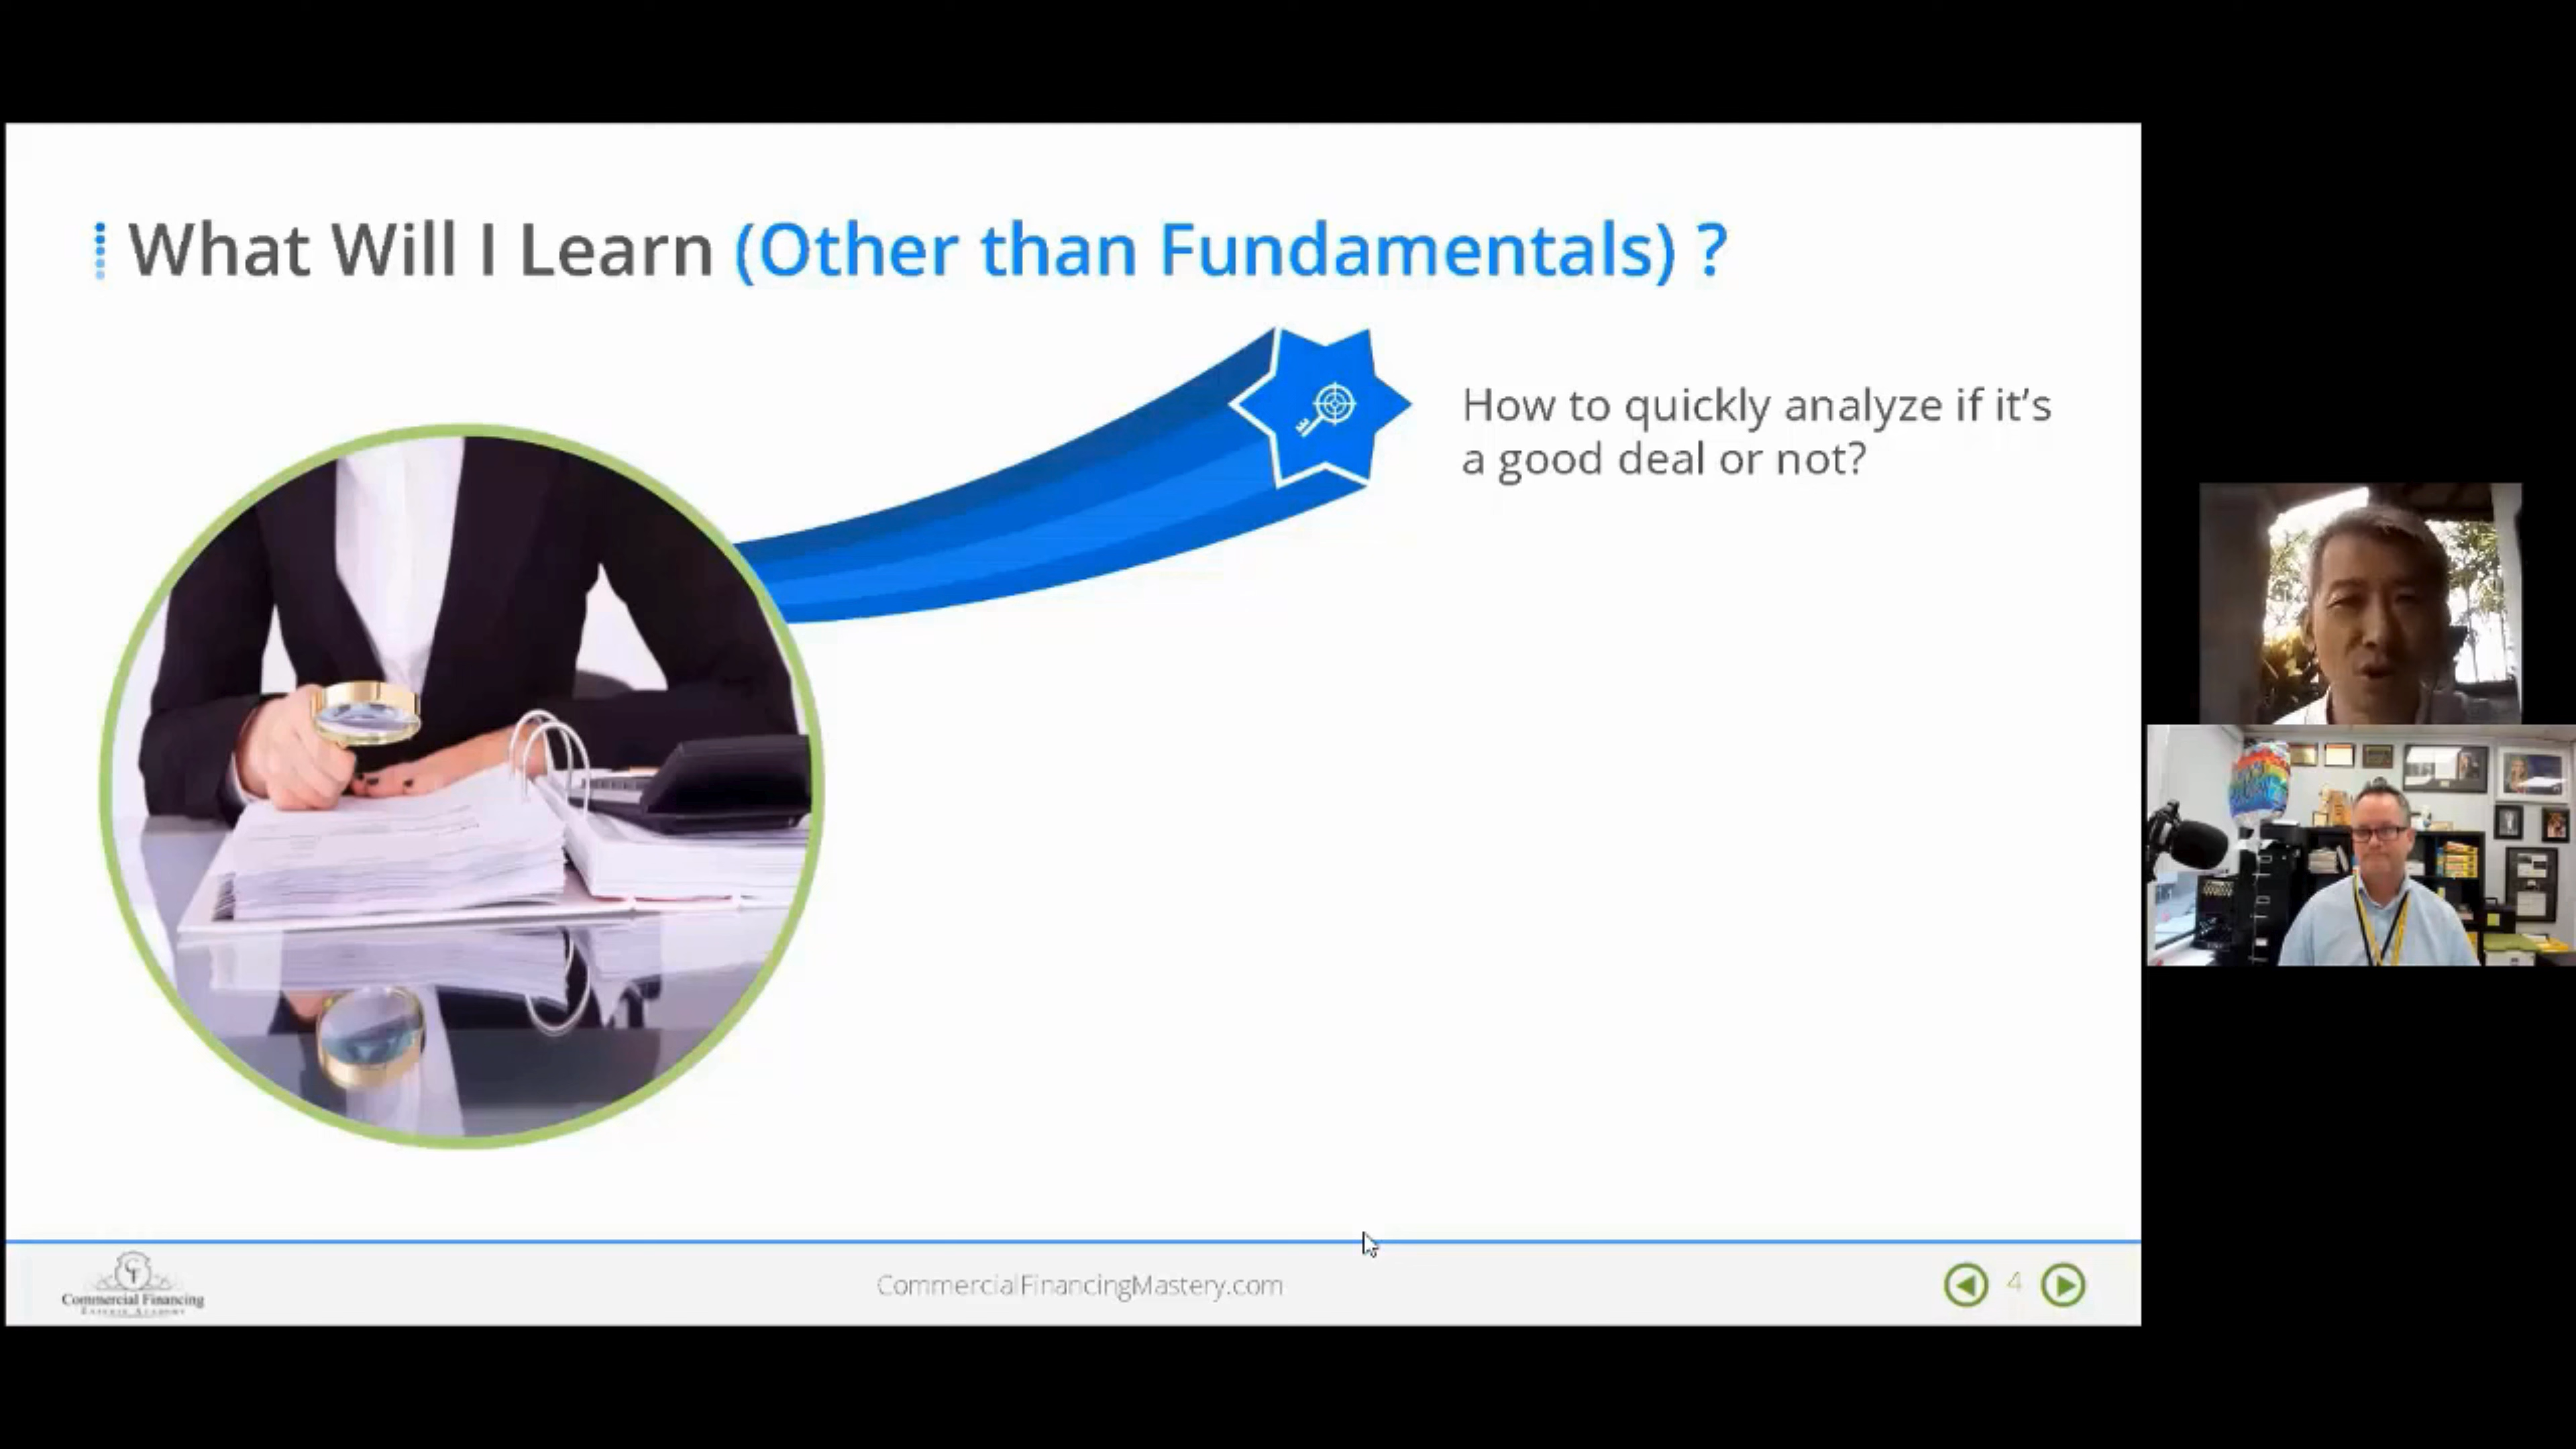 What Will I Learn (Other than Fundamentals) ?
How to quickly analyze if it's
a good deal or not?
Commercial Financing
CommercialFinancingMastery.com
4